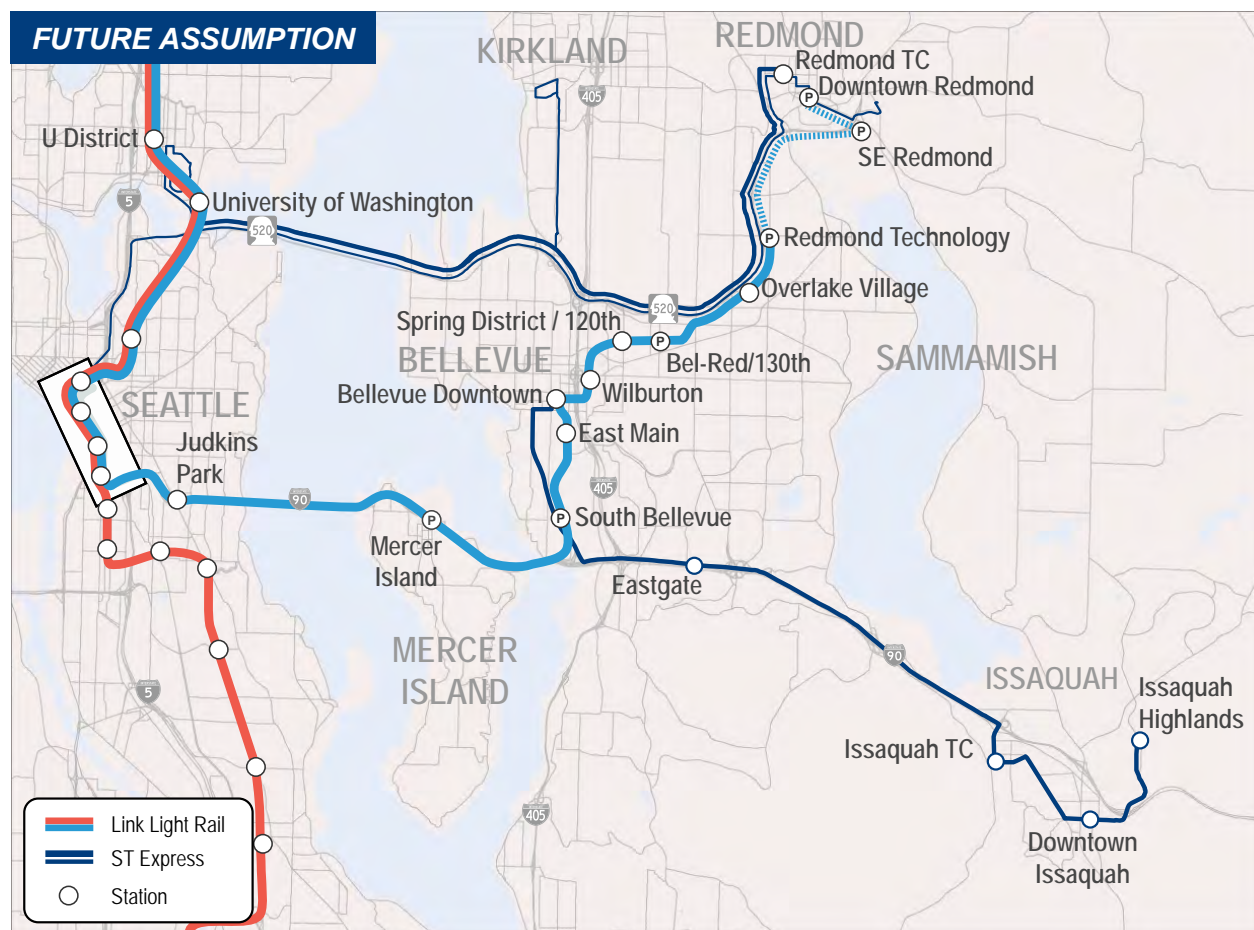 FUTURE ASSUMPTION
KIRKLAND
REDMOND
Redmond TC
Downtown Redmond
405
P
P
U District
SE Redmond
5
University of Washington
520
P
Redmond Technology
Overlake Village
520
Spring District / 120th
P
BELLEVUE
Bel-Red/130th
SAMMAMISH
Wilburton
Bellevue Downtown
SEATTLE
East Main
Judkins
Park
405
90
P
South Bellevue
P
Mercer
Island
Eastgate
MERCER
ISLAND
90
ISSAQUAH
5
Issaquah
Highlands
Issaquah TC
405
Downtown
Issaquah
Link Light Rail
ST Express
Station